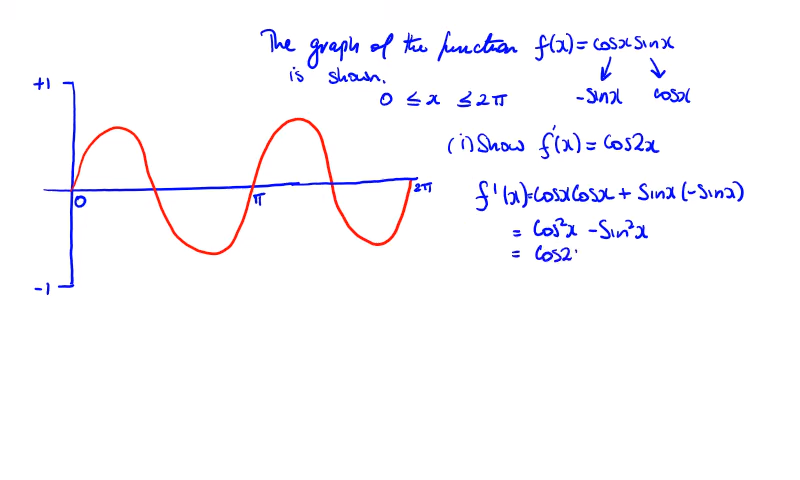 The graph of the function f(x) = cosx sinx
is shown.
0 ≤ x ≤ 2π
-sinx cosx
(i) Show f'(x) = cos2x
f'(x) = cosx cosx + sinx(-sinx)
= cos²x - sin²x
= cos2
+1
0
π
2π
-1